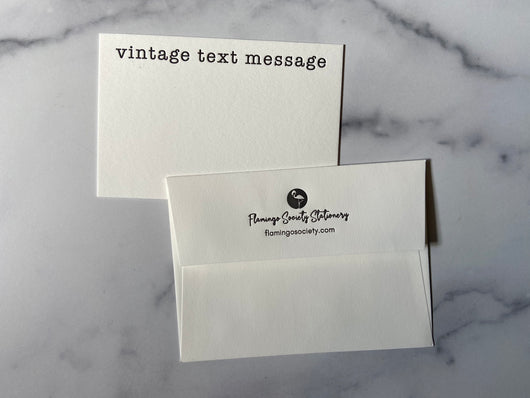 vintage text message
Flamingo Society Stationery
flamingosociety.com